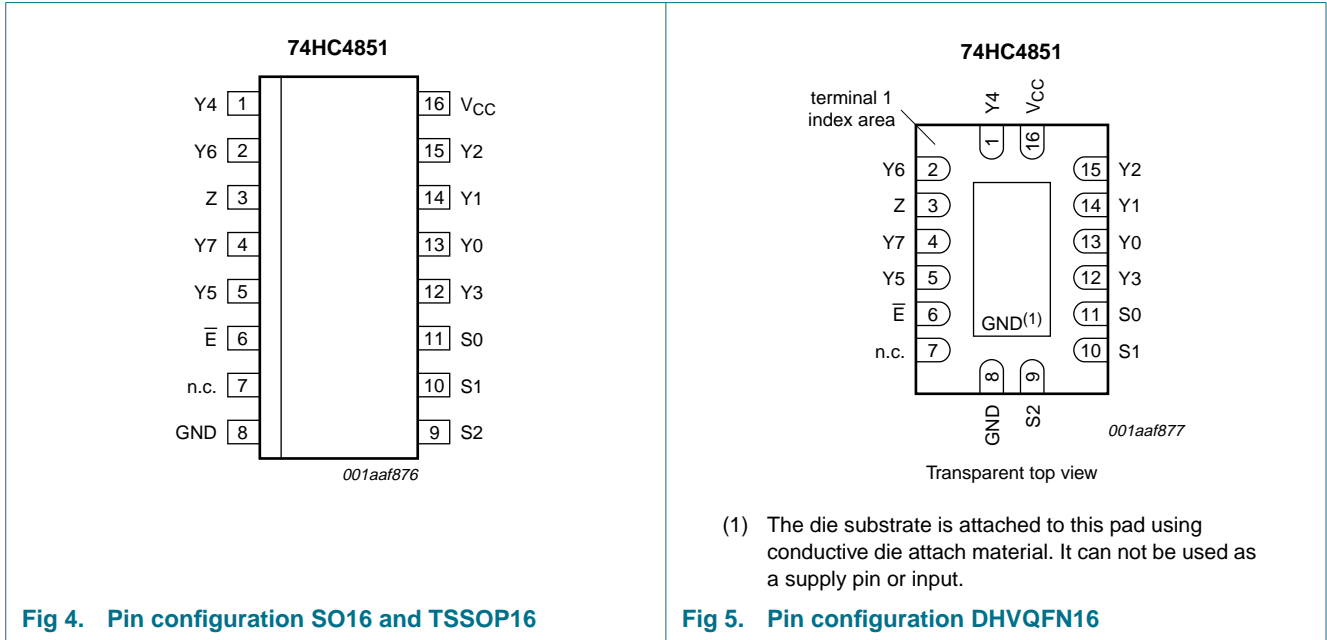 74HC4851
Y4 1
Y6 2
Z 3
Y7 4
Y5 5
E̅ 6
n.c. 7
GND 8
16 VCC
15 Y2
14 Y1
13 Y0
12 Y3
11 S0
10 S1
9 S2
001aaf876
Fig 4. Pin configuration SO16 and TSSOP16
74HC4851
terminal 1
index area
Y4
VCC
1
16
Y6 2
Z 3
Y7 4
Y5 5
E̅ 6
n.c. 7
15 Y2
14 Y1
13 Y0
12 Y3
11 S0
10 S1
GND(1)
8
9
GND
S2
001aaf877
Transparent top view
(1) The die substrate is attached to this pad using
conductive die attach material. It can not be used as
a supply pin or input.
Fig 5. Pin configuration DHVQFN16